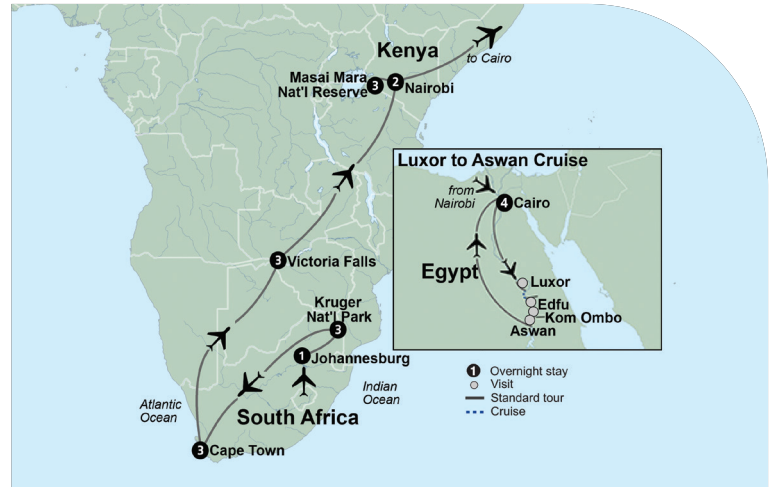 Kenya
to Cairo
Masai Mara
Nat'l Reserve
3
2
Nairobi
Luxor to Aswan Cruise
from
Nairobi
4
Cairo
Egypt
Luxor
Edfu
Kom Ombo
Aswan
3
Victoria Falls
Kruger
Nat'l Park
3
1
Johannesburg
Indian
Ocean
Atlantic
Ocean
South Africa
3
Cape Town
1 Overnight stay
Visit
Standard tour
Cruise